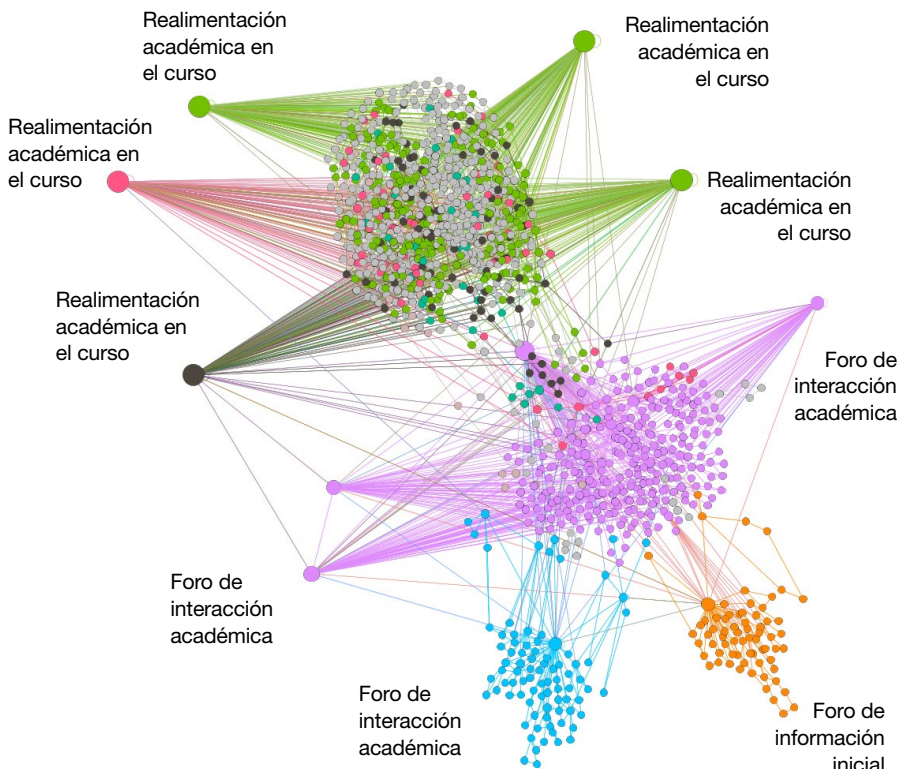 Realimentación
académica en
el curso
Realimentación
académica en
el curso
Realimentación
académica en
el curso
Realimentación
académica en
el curso
Realimentación
académica en
el curso
Foro de
interacción
académica
Foro de
interacción
académica
Foro de
interacción
académica
Foro de
información
inicial